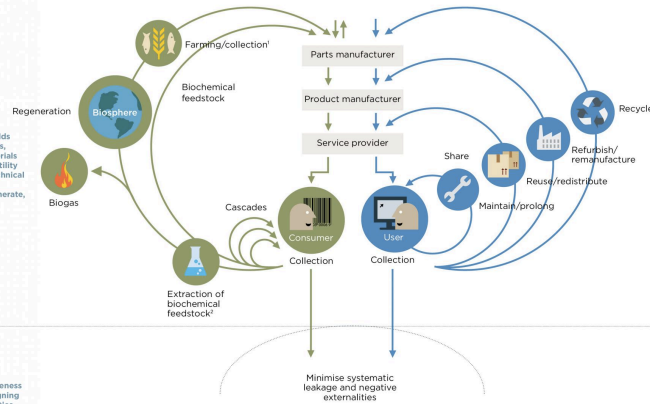 Farming/collection¹
Parts manufacturer
Biochemical
feedstock
Product manufacturer
Regeneration
Biosphere
Recycle
Service provider
Share
Refurbish/
remanufacture
Reuse/redistribute
Maintain/prolong
Biogas
Cascades
Consumer
User
Collection
Collection
Extraction of
biochemical
feedstock²
Minimise systematic
leakage and negative
externalities